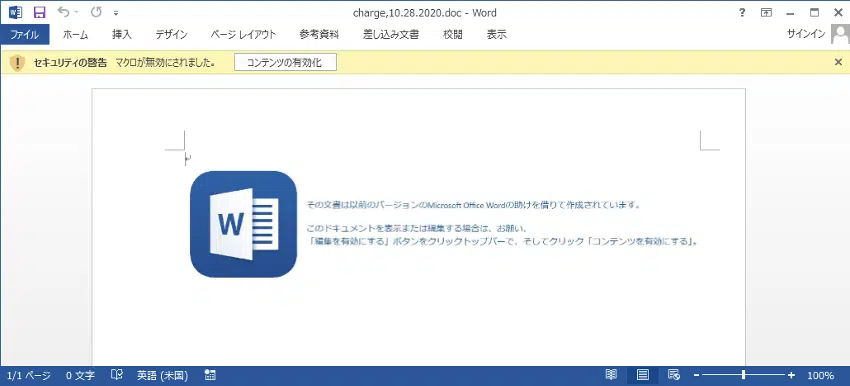 charge,10.28.2020.doc - Word
ファイル ホーム 挿入 デザイン ページ レイアウト 参考資料 差し込み文書 校閲 表示 サインイン
セキュリティの警告 マクロが無効にされました。 コンテンツの有効化
W
その文書は以前のバージョンのMicrosoft Office Wordの助けを借りて作成されています。
このドキュメントを表示または編集する場合は、お願い、
「編集を有効にする」ボタンをクリックトップバーで、そしてクリック「コンテンツを有効にする」。
1/1 ページ 0 文字 英語 (米国) 100%